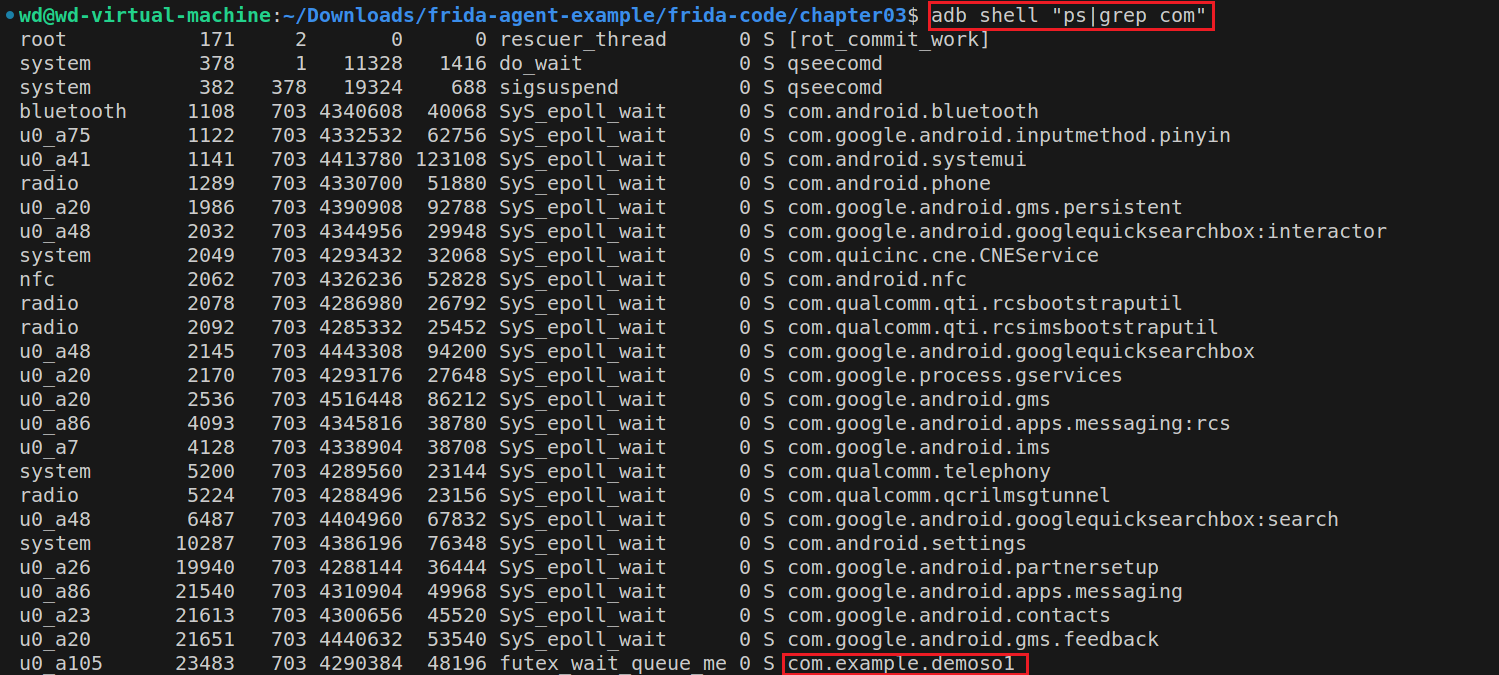 wd@wd-virtual-machine:~/Downloads/frida-agent-example/frida-code/chapter03$ adb shell "ps|grep com"
root           171     2       0      0 rescuer_thread      0 S [rot_commit_work]
system         378     1   11328   1416 do_wait             0 S qseecomd
system         382   378   19324    688 sigsuspend          0 S qseecomd
bluetooth     1108   703 4340608  40068 SyS_epoll_wait      0 S com.android.bluetooth
u0_a75        1122   703 4332532  62756 SyS_epoll_wait      0 S com.google.android.inputmethod.pinyin
u0_a41        1141   703 4413780 123108 SyS_epoll_wait      0 S com.android.systemui
radio         1289   703 4330700  51880 SyS_epoll_wait      0 S com.android.phone
u0_a20        1986   703 4390908  92788 SyS_epoll_wait      0 S com.google.android.gms.persistent
u0_a48        2032   703 4344956  29948 SyS_epoll_wait      0 S com.google.android.googlequicksearchbox:interactor
system        2049   703 4293432  32068 SyS_epoll_wait      0 S com.quicinc.cne.CNEService
nfc           2062   703 4326236  52828 SyS_epoll_wait      0 S com.android.nfc
radio         2078   703 4286980  26792 SyS_epoll_wait      0 S com.qualcomm.qti.rcsbootstraputil
radio         2092   703 4285332  25452 SyS_epoll_wait      0 S com.qualcomm.qti.rcsimsbootstraputil
u0_a48        2145   703 4443308  94200 SyS_epoll_wait      0 S com.google.android.googlequicksearchbox
u0_a20        2170   703 4293176  27648 SyS_epoll_wait      0 S com.google.process.gservices
u0_a20        2536   703 4516448  86212 SyS_epoll_wait      0 S com.google.android.gms
u0_a86        4093   703 4345816  38780 SyS_epoll_wait      0 S com.google.android.apps.messaging:rcs
u0_a7         4128   703 4338904  38708 SyS_epoll_wait      0 S com.google.android.ims
system        5200   703 4289560  23144 SyS_epoll_wait      0 S com.qualcomm.telephony
radio         5224   703 4288496  23156 SyS_epoll_wait      0 S com.qualcomm.qcrilmsgtunnel
u0_a48        6487   703 4404960  67832 SyS_epoll_wait      0 S com.google.android.googlequicksearchbox:search
system       10287   703 4386196  76348 SyS_epoll_wait      0 S com.android.settings
u0_a26       19940   703 4288144  36444 SyS_epoll_wait      0 S com.google.android.partnersetup
u0_a86       21540   703 4310904  49968 SyS_epoll_wait      0 S com.google.android.apps.messaging
u0_a23       21613   703 4300656  45520 SyS_epoll_wait      0 S com.google.android.contacts
u0_a20       21651   703 4440632  53540 SyS_epoll_wait      0 S com.google.android.gms.feedback
u0_a105      23483   703 4290384  48196 futex_wait_queue_me 0 S com.example.demoso1